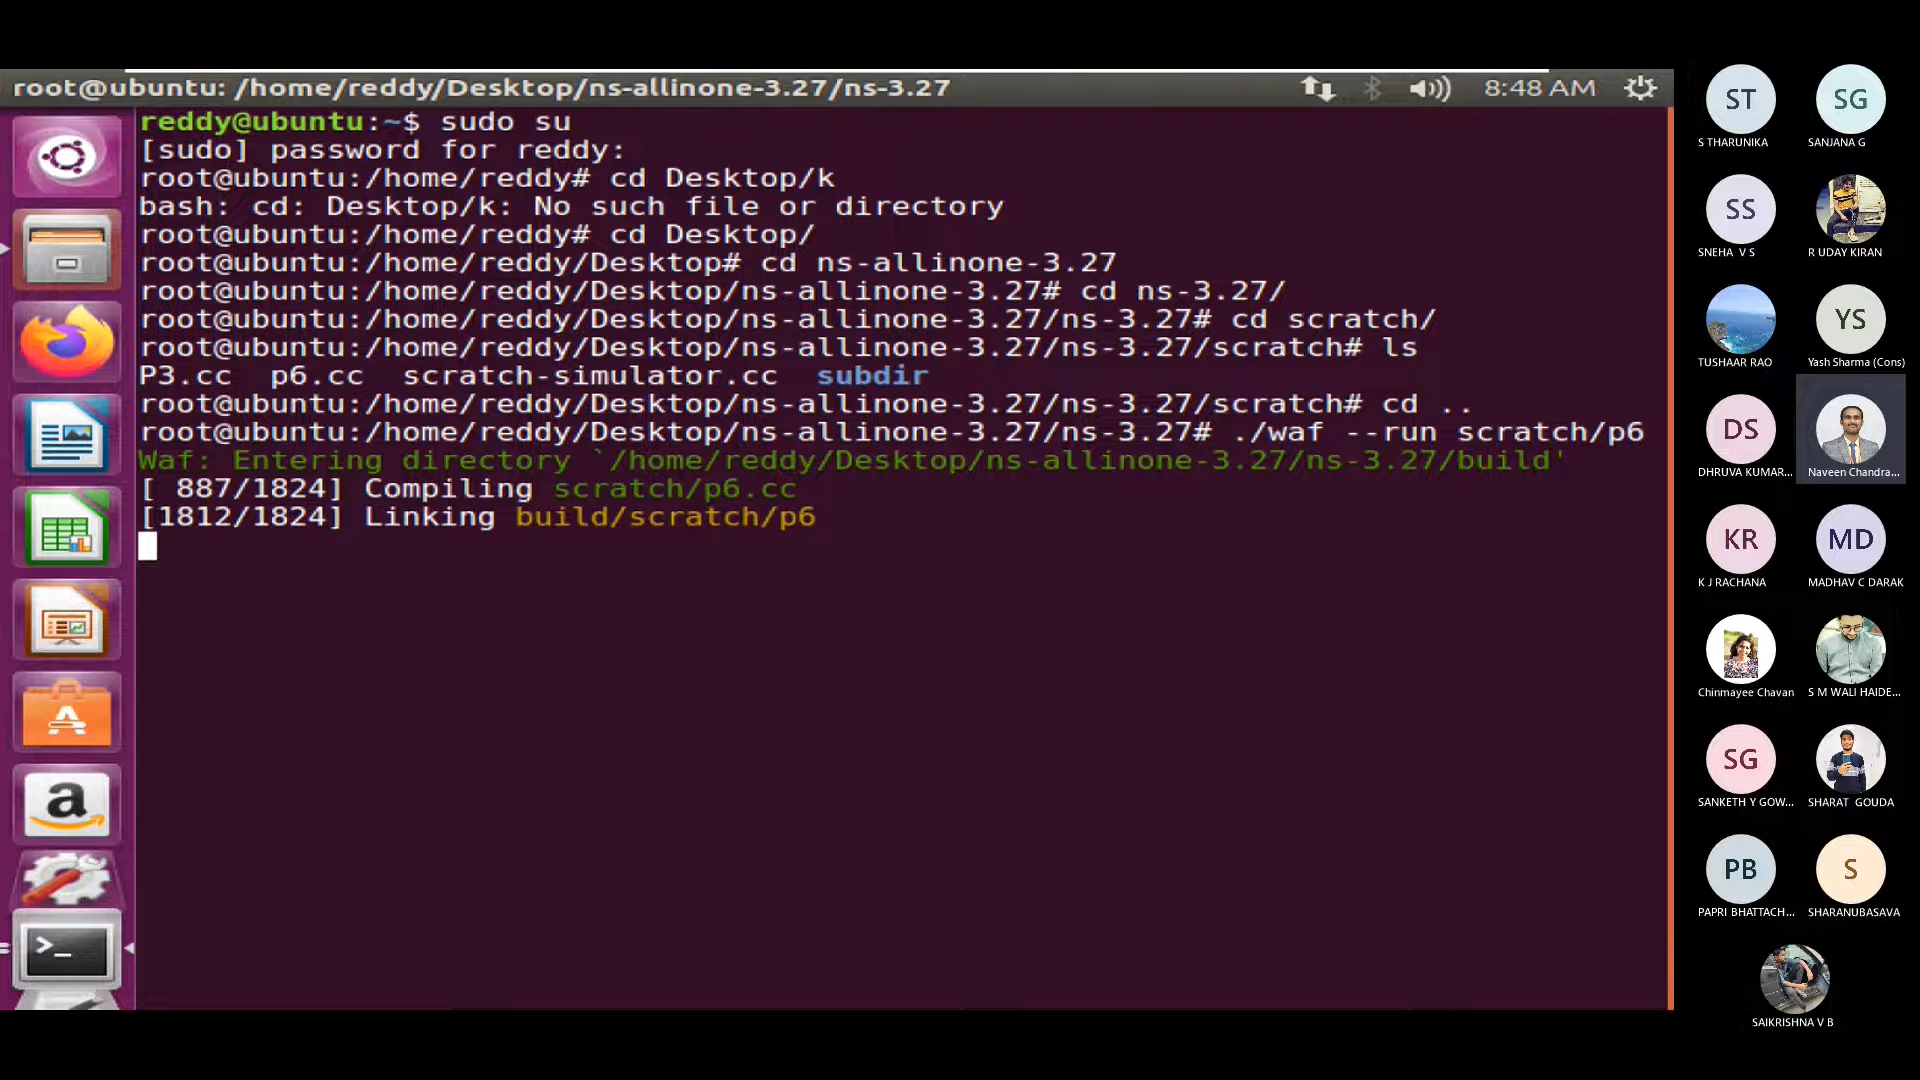 root@ubuntu: /home/reddy/Desktop/ns-allinone-3.27/ns-3.27
8:48 AM
reddy@ubuntu:~$ sudo su
[sudo] password for reddy:
root@ubuntu:/home/reddy# cd Desktop/k
bash: cd: Desktop/k: No such file or directory
root@ubuntu:/home/reddy# cd Desktop/
root@ubuntu:/home/reddy/Desktop# cd ns-allinone-3.27
root@ubuntu:/home/reddy/Desktop/ns-allinone-3.27# cd ns-3.27/
root@ubuntu:/home/reddy/Desktop/ns-allinone-3.27/ns-3.27# cd scratch/
root@ubuntu:/home/reddy/Desktop/ns-allinone-3.27/ns-3.27/scratch# ls
P3.cc  p6.cc  scratch-simulator.cc  subdir
root@ubuntu:/home/reddy/Desktop/ns-allinone-3.27/ns-3.27/scratch# cd ..
root@ubuntu:/home/reddy/Desktop/ns-allinone-3.27/ns-3.27# ./waf --run scratch/p6
Waf: Entering directory `/home/reddy/Desktop/ns-allinone-3.27/ns-3.27/build'
[ 887/1824] Compiling scratch/p6.cc
[1812/1824] Linking build/scratch/p6
ST
S THARUNIKA
SG
SANJANA G
SS
SNEHA V S
R UDAY KIRAN
TUSHAAR RAO
YS
Yash Sharma (Cons)
DS
DHRUVA KUMAR...
Naveen Chandra...
KR
K J RACHANA
MD
MADHAV C DARAK
Chinmayee Chavan
S M WALI HAIDE...
SG
SANKETH Y GOW...
SHARAT GOUDA
PB
PAPRI BHATTACH...
S
SHARANUBASAVA
SAIKRISHNA V B